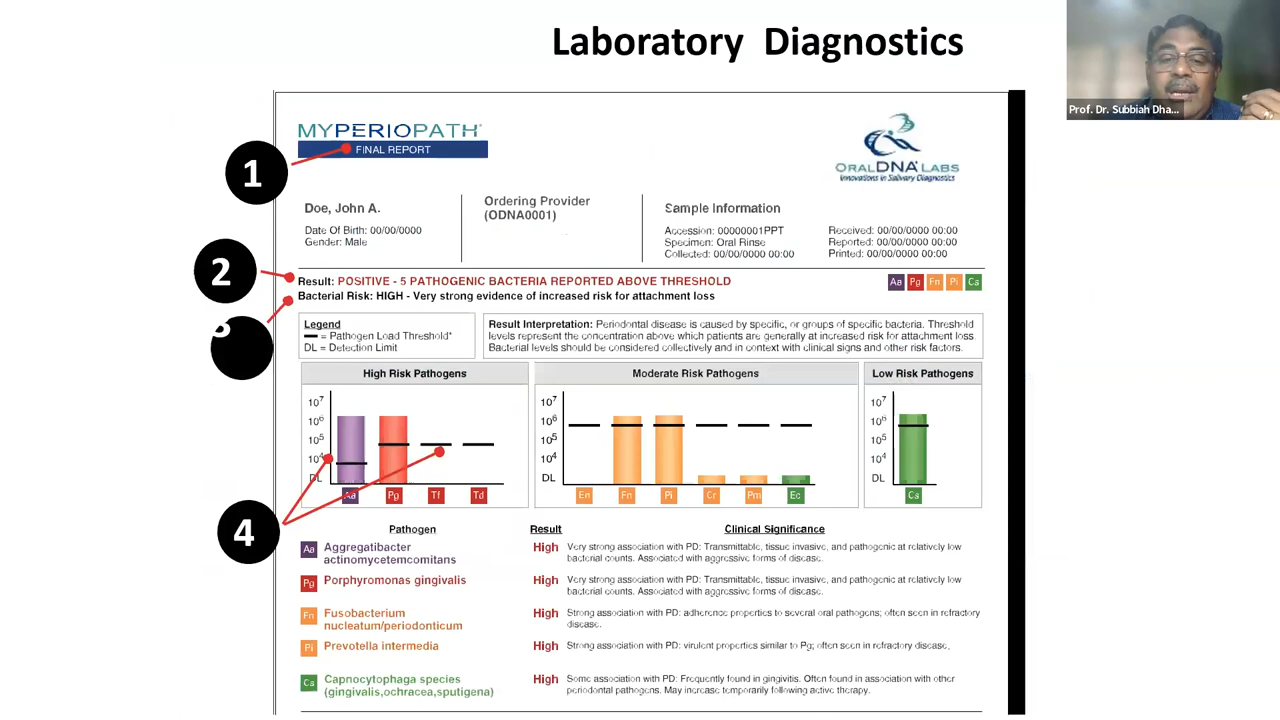 Laboratory Diagnostics
Prof. Dr. Subbiah Dha...
MYPERIOPATH®
FINAL REPORT
1
ORALDNA LABS
Innovations in Salivary Diagnostics
Doe, John A.
Date Of Birth: 00/00/0000
Gender: Male
Ordering Provider
(ODNA0001)
Sample Information
Accession: 00000001PPT
Specimen: Oral Rinse
Collected: 00/00/0000 00:00
Received: 00/00/0000 00:00
Reported: 00/00/0000 00:00
Printed: 00/00/0000 00:00
2
Result: POSITIVE - 5 PATHOGENIC BACTERIA REPORTED ABOVE THRESHOLD
Aa Pg Fn Pi Ca
Bacterial Risk: HIGH - Very strong evidence of increased risk for attachment loss
Legend
= Pathogen Load Threshold*
DL = Detection Limit
Result Interpretation: Periodontal disease is caused by specific, or groups of specific bacteria. Threshold
levels represent the concentration above which patients are generally at increased risk for attachment loss.
Bacterial levels should be considered collectively and in context with clinical signs and other risk factors.
High Risk Pathogens
10⁷
10⁶
10⁵
10⁴
DL
Aa Pg Tf Td
Moderate Risk Pathogens
10⁷
10⁶
10⁵
10⁴
DL
En Fn Pi Cr Pm Ec
Low Risk Pathogens
10⁷
10⁶
10⁵
10⁴
DL
Ca
4
Pathogen Result Clinical Significance
Aa Aggregatibacter
actinomycetemcomitans
High Very strong association with PD: Transmittable, tissue invasive, and pathogenic at relatively low
bacterial counts. Associated with aggressive forms of disease.
Pg Porphyromonas gingivalis
High Very strong association with PD: Transmittable, tissue invasive, and pathogenic at relatively low
bacterial counts. Associated with aggressive forms of disease.
Fn Fusobacterium
nucleatum/periodonticum
High Strong association with PD: adherence properties to several oral pathogens; often seen in refractory
disease.
Pi Prevotella intermedia
High Strong association with PD: virulent properties similar to Pg; often seen in refractory disease,
Ca Capnocytophaga species
(gingivalis,ochracea,sputigena)
High Some association with PD: Frequently found in gingivitis. Often found in association with other
periodontal pathogens. May increase temporarily following active therapy.